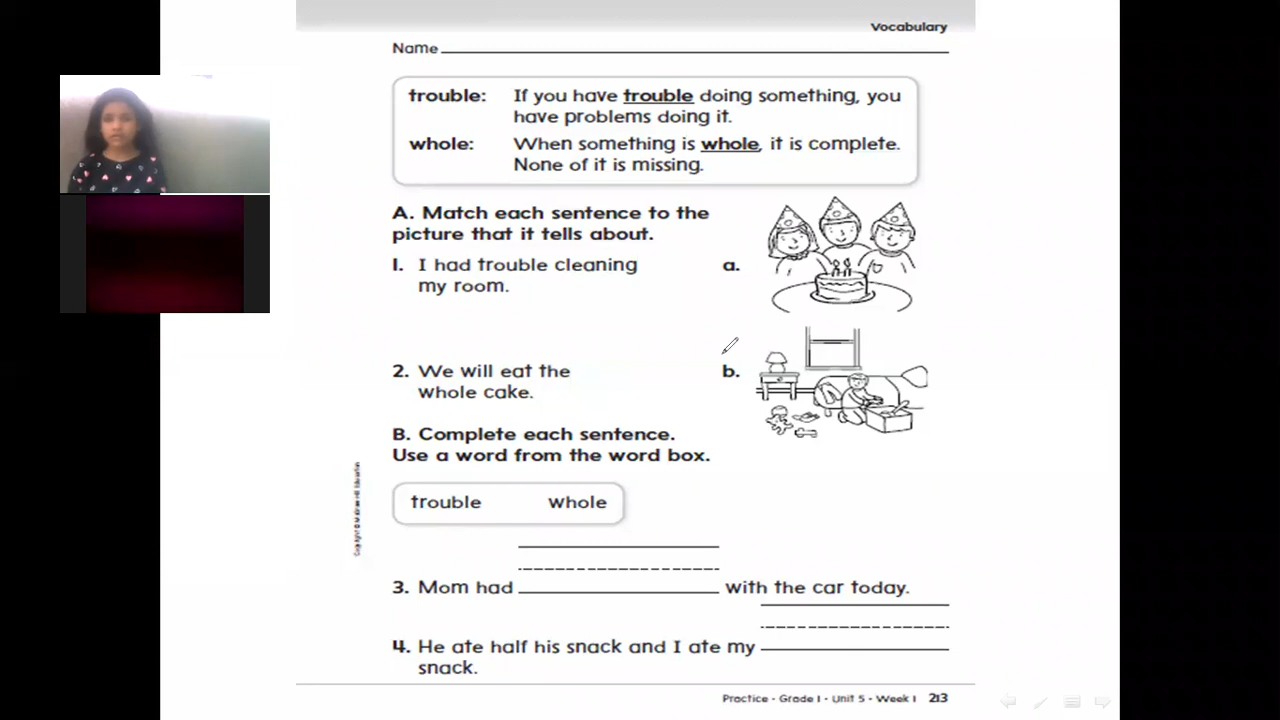 Vocabulary
Name
trouble: If you have trouble doing something, you
have problems doing it.
whole: When something is whole, it is complete.
None of it is missing.
A. Match each sentence to the
picture that it tells about.
1. I had trouble cleaning
my room.
a.
2. We will eat the
whole cake.
b.
B. Complete each sentence.
Use a word from the word box.
trouble whole
3. Mom had with the car today.
4. He ate half his snack and I ate my
snack.
Copyright © McGraw-Hill Education
Practice • Grade 1 • Unit 5 • Week 1 213